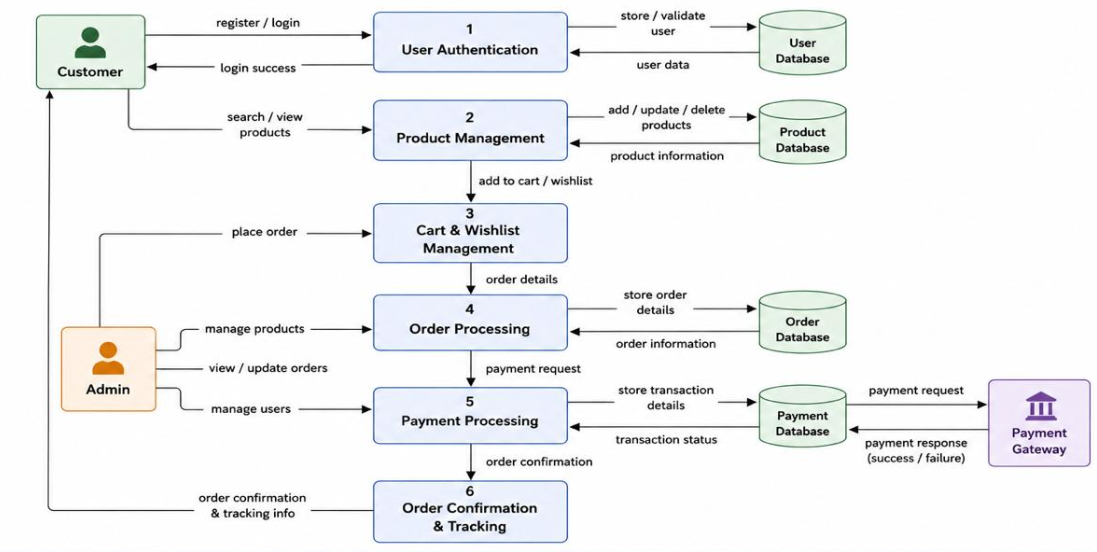 register / login
Customer
login success
1
User Authentication
store / validate
user
user data
User
Database
search / view
products
2
Product Management
add / update / delete
products
product information
Product
Database
add to cart / wishlist
place order
3
Cart & Wishlist
Management
order details
manage products
4
Order Processing
store order
details
order information
Order
Database
Admin
view / update orders
payment request
manage users
5
Payment Processing
store transaction
details
transaction status
Payment
Database
payment request
payment response
(success / failure)
Payment
Gateway
order confirmation
order confirmation
& tracking info
6
Order Confirmation
& Tracking